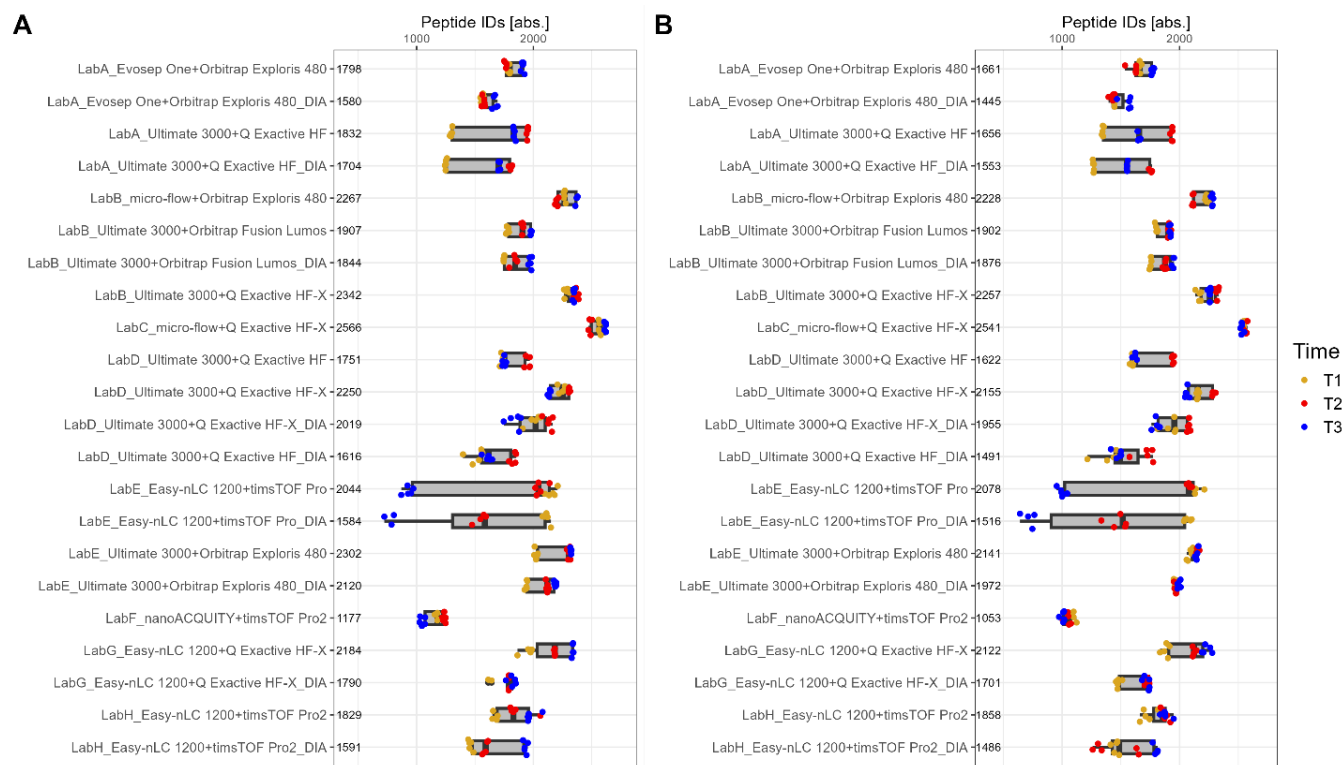 A
Peptide IDs [abs.]
1000 2000
LabA_Evosep One+Orbitrap Exploris 480 1798
LabA_Evosep One+Orbitrap Exploris 480_DIA 1580
LabA_Ultimate 3000+Q Exactive HF 1832
LabA_Ultimate 3000+Q Exactive HF_DIA 1704
LabB_micro-flow+Orbitrap Exploris 480 2267
LabB_Ultimate 3000+Orbitrap Fusion Lumos 1907
LabB_Ultimate 3000+Orbitrap Fusion Lumos_DIA 1844
LabB_Ultimate 3000+Q Exactive HF-X 2342
LabC_micro-flow+Q Exactive HF-X 2566
LabD_Ultimate 3000+Q Exactive HF 1751
LabD_Ultimate 3000+Q Exactive HF-X 2250
LabD_Ultimate 3000+Q Exactive HF-X_DIA 2019
LabD_Ultimate 3000+Q Exactive HF_DIA 1616
LabE_Easy-nLC 1200+timsTOF Pro 2044
LabE_Easy-nLC 1200+timsTOF Pro_DIA 1584
LabE_Ultimate 3000+Orbitrap Exploris 480 2302
LabE_Ultimate 3000+Orbitrap Exploris 480_DIA 2120
LabF_nanoACQUITY+timsTOF Pro2 1177
LabG_Easy-nLC 1200+Q Exactive HF-X 2184
LabG_Easy-nLC 1200+Q Exactive HF-X_DIA 1790
LabH_Easy-nLC 1200+timsTOF Pro2 1829
LabH_Easy-nLC 1200+timsTOF Pro2_DIA 1591
B
Peptide IDs [abs.]
1000 2000
LabA_Evosep One+Orbitrap Exploris 480 1661
LabA_Evosep One+Orbitrap Exploris 480_DIA 1445
LabA_Ultimate 3000+Q Exactive HF 1656
LabA_Ultimate 3000+Q Exactive HF_DIA 1553
LabB_micro-flow+Orbitrap Exploris 480 2228
LabB_Ultimate 3000+Orbitrap Fusion Lumos 1902
LabB_Ultimate 3000+Orbitrap Fusion Lumos_DIA 1876
LabB_Ultimate 3000+Q Exactive HF-X 2257
LabC_micro-flow+Q Exactive HF-X 2541
LabD_Ultimate 3000+Q Exactive HF 1622
LabD_Ultimate 3000+Q Exactive HF-X 2155
LabD_Ultimate 3000+Q Exactive HF-X_DIA 1955
LabD_Ultimate 3000+Q Exactive HF_DIA 1491
LabE_Easy-nLC 1200+timsTOF Pro 2078
LabE_Easy-nLC 1200+timsTOF Pro_DIA 1516
LabE_Ultimate 3000+Orbitrap Exploris 480 2141
LabE_Ultimate 3000+Orbitrap Exploris 480_DIA 1972
LabF_nanoACQUITY+timsTOF Pro2 1053
LabG_Easy-nLC 1200+Q Exactive HF-X 2122
LabG_Easy-nLC 1200+Q Exactive HF-X_DIA 1701
LabH_Easy-nLC 1200+timsTOF Pro2 1858
LabH_Easy-nLC 1200+timsTOF Pro2_DIA 1486
Time
T1
T2
T3